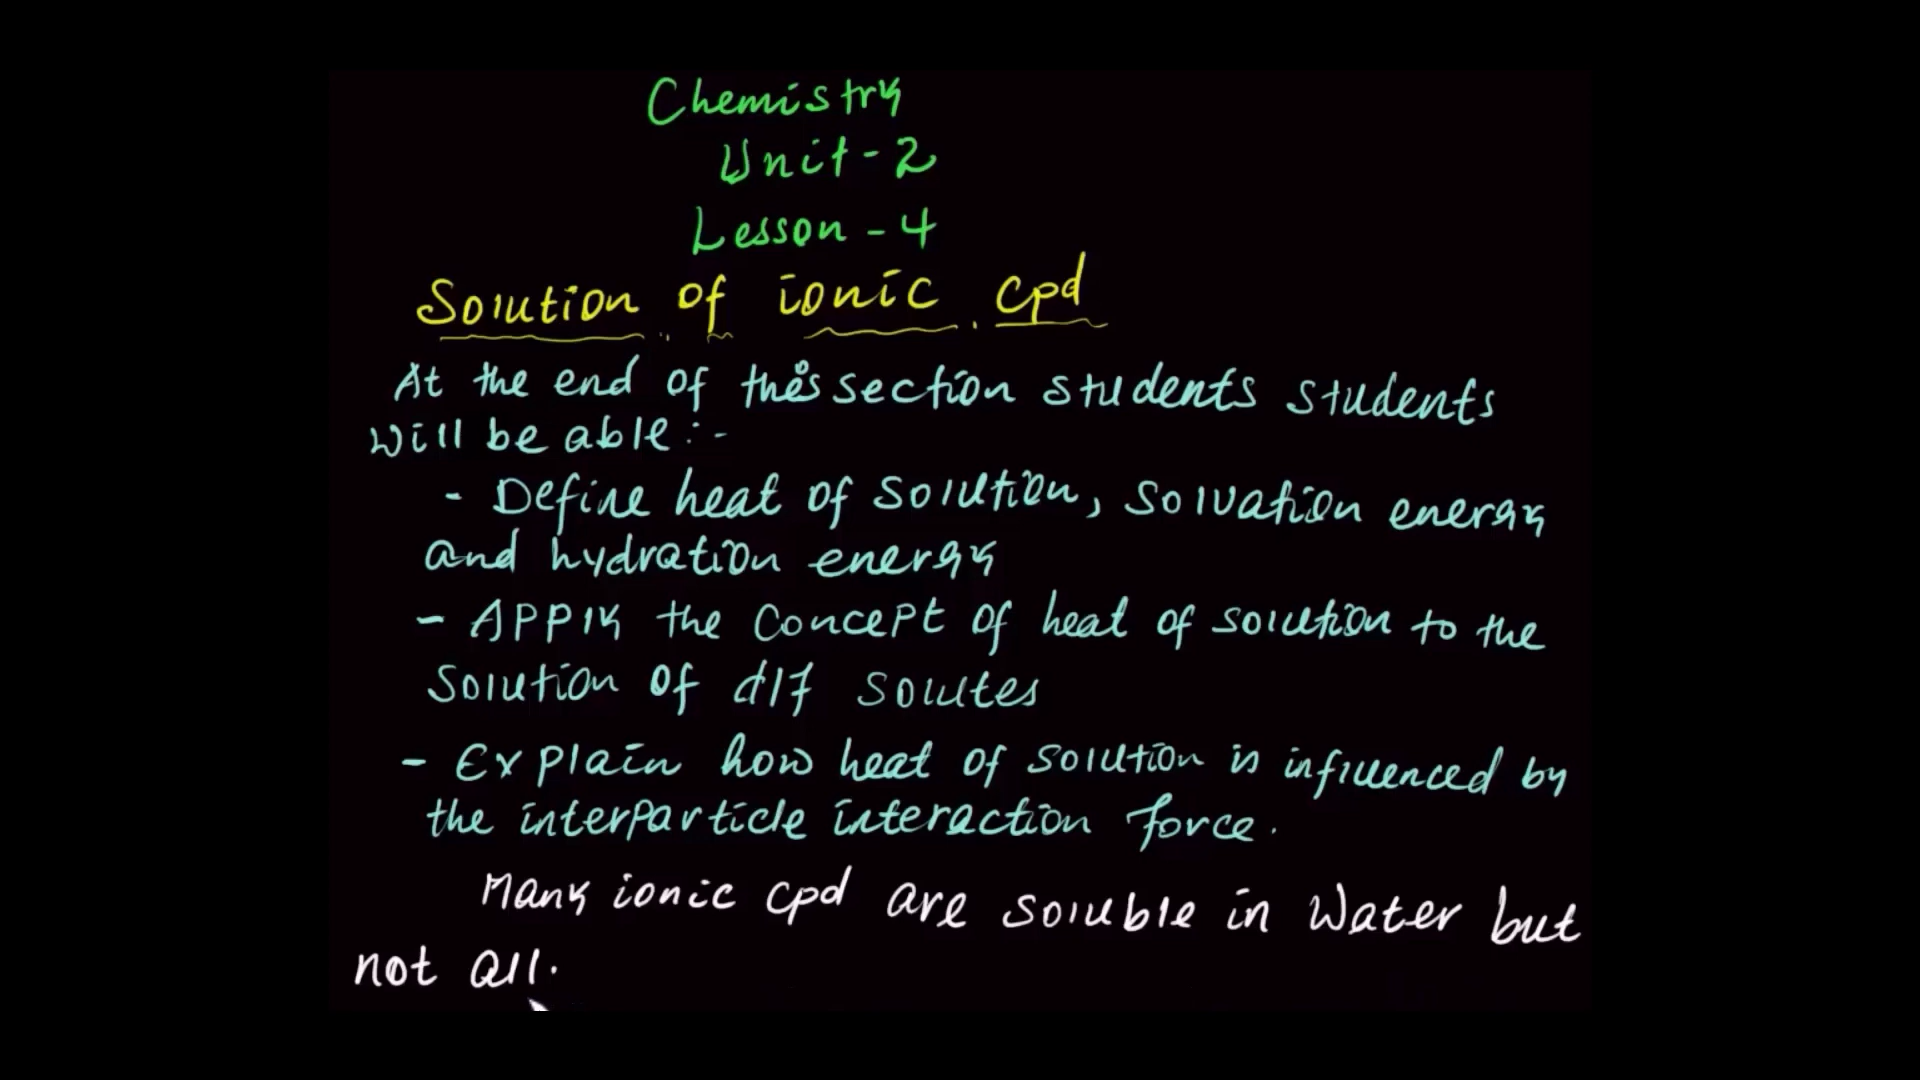 Chemistry
Unit-2
Lesson - 4
Solution of ionic cpd
At the end of this section students students
will be able:-
- Define heat of solution, solvation energy
and hydration energy
- Apply the concept of heat of solution to the
solution of d/f solutes
- Explain how heat of solution is influenced by
the interparticle interaction force.
Many ionic cpd are soluble in water but
not all.